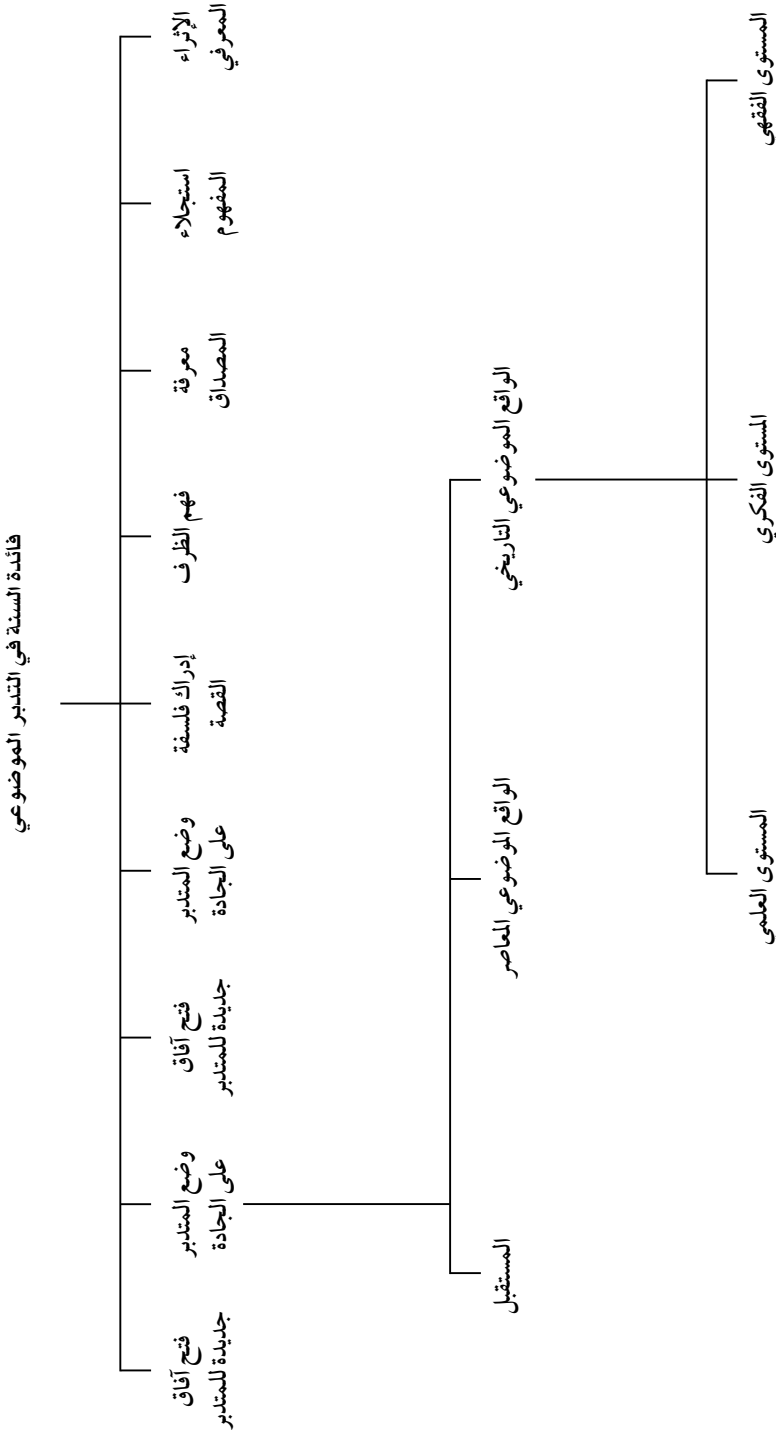 فائدة السنة في التدبر الموضوعي
الإثراء
المعرفي
استجلاء
المفهوم
معرفة
المصداق
فهم الظرف
إدراك فلسفة
القصة
وضع المتدبر
على الجادة
فتح آفاق
جديدة للمتدبر
وضع المتدبر
على الجادة
فتح آفاق
جديدة للمتدبر
الواقع الموضوعي التاريخي
الواقع الموضوعي المعاصر
المستقبل
المستوى الفقهي
المستوى الفكري
المستوى العلمي